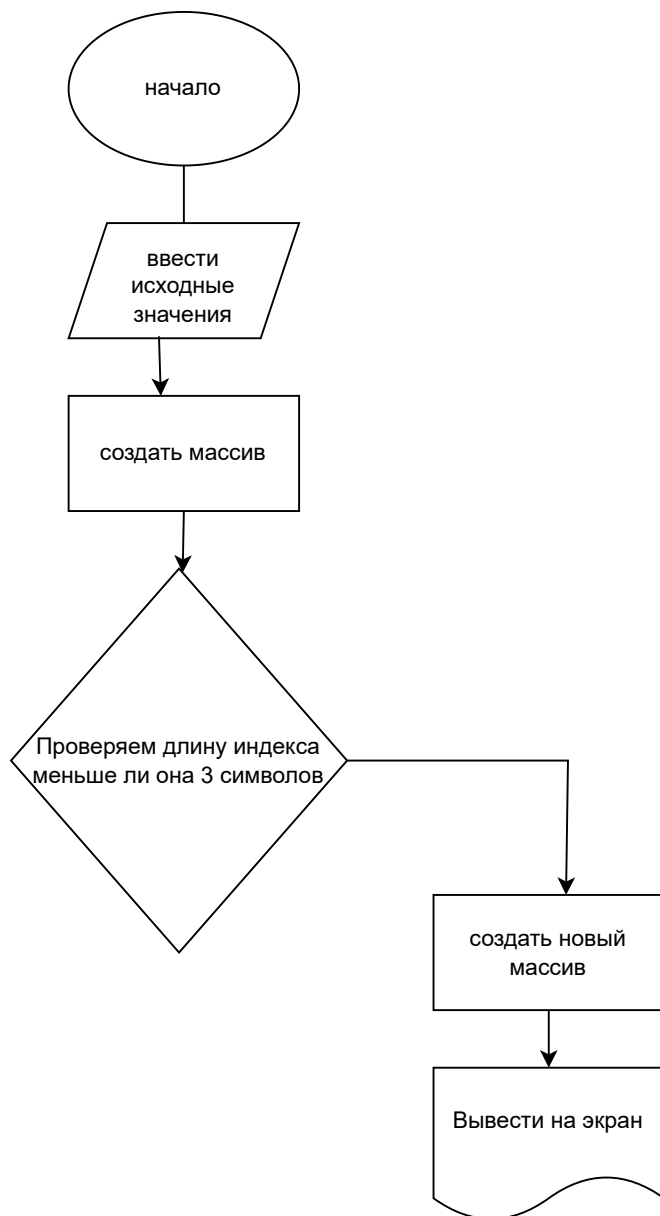 начало
ввести
исходные
значения
создать массив
Проверяем длину индекса
меньше ли она 3 символов
создать новый
массив
Вывести на экран